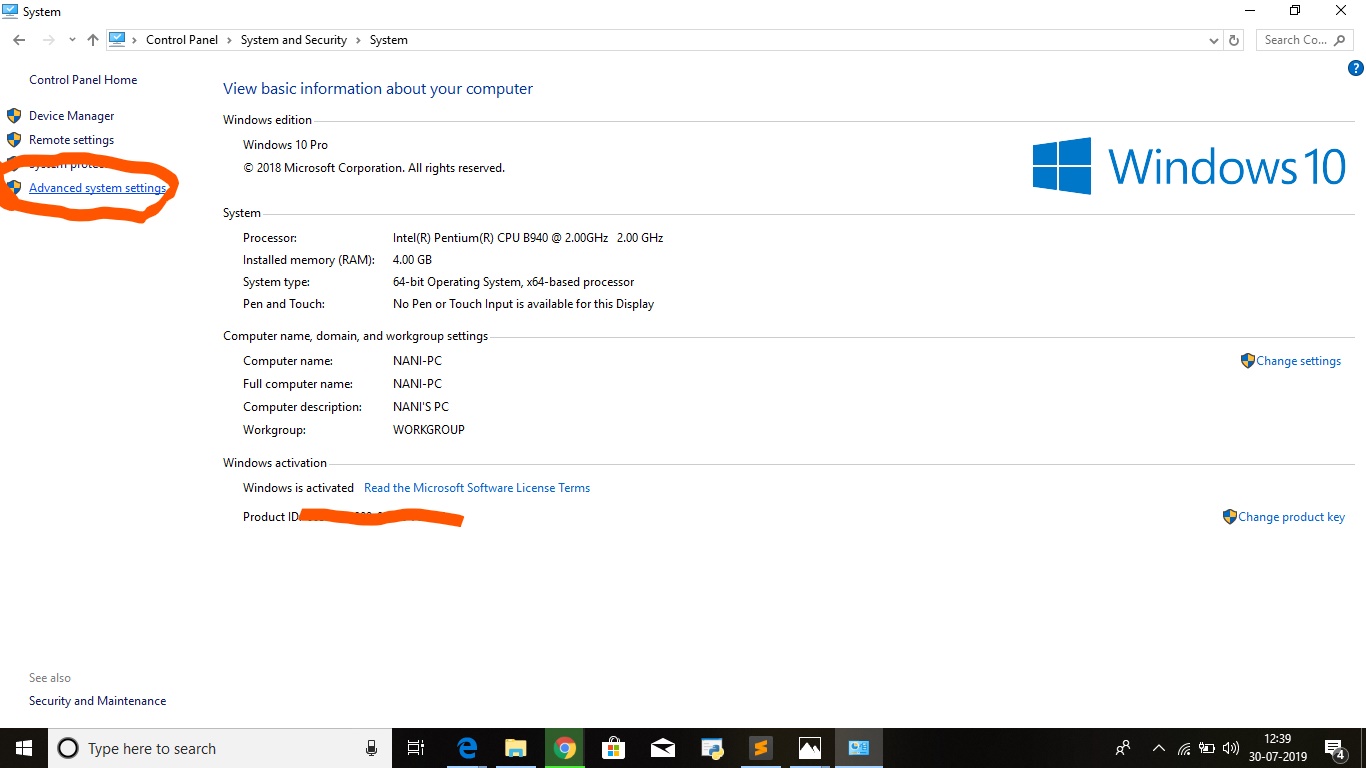 System
Control Panel › System and Security › System
Search Co...
Control Panel Home
Device Manager
Remote settings
Advanced system settings
View basic information about your computer
Windows edition
Windows 10 Pro
© 2018 Microsoft Corporation. All rights reserved.
Windows 10
System
Processor: Intel(R) Pentium(R) CPU B940 @ 2.00GHz 2.00 GHz
Installed memory (RAM): 4.00 GB
System type: 64-bit Operating System, x64-based processor
Pen and Touch: No Pen or Touch Input is available for this Display
Computer name, domain, and workgroup settings
Computer name: NANI-PC
Change settings
Full computer name: NANI-PC
Computer description: NANI'S PC
Workgroup: WORKGROUP
Windows activation
Windows is activated Read the Microsoft Software License Terms
Product ID:
Change product key
See also
Security and Maintenance
Type here to search
12:39
30-07-2019
4